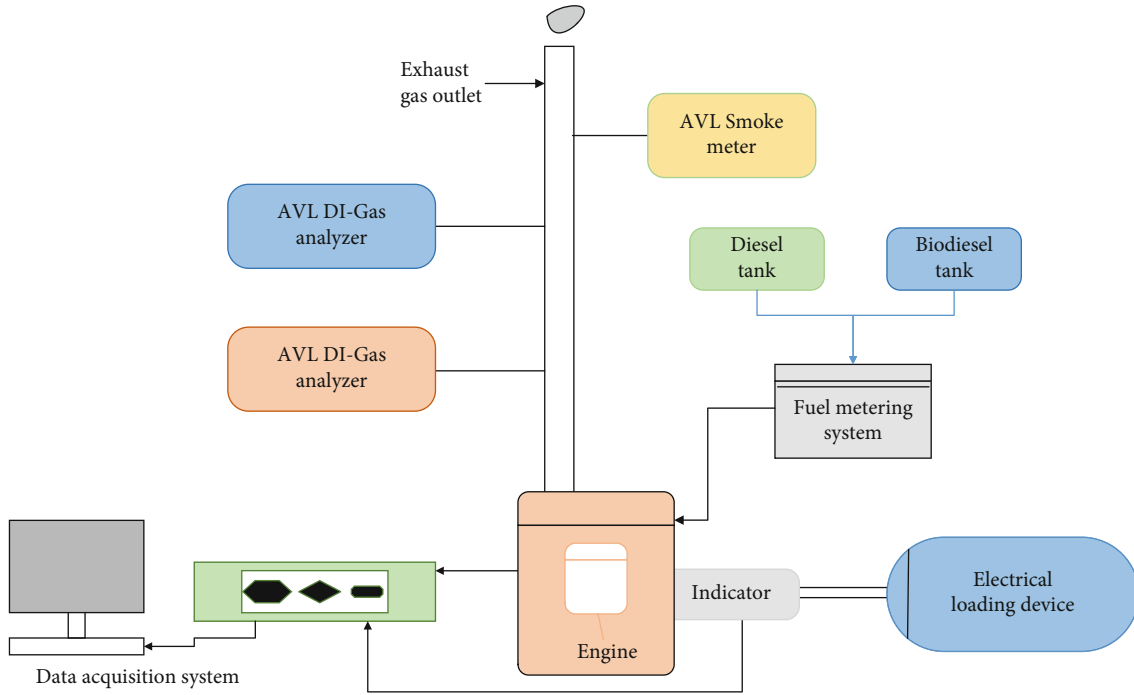 Exhaust
gas outlet
AVL Smoke
meter
AVL DI-Gas
analyzer
Diesel
tank
Biodiesel
tank
AVL DI-Gas
analyzer
Fuel metering
system
Indicator
Electrical
loading device
Engine
Data acquisition system